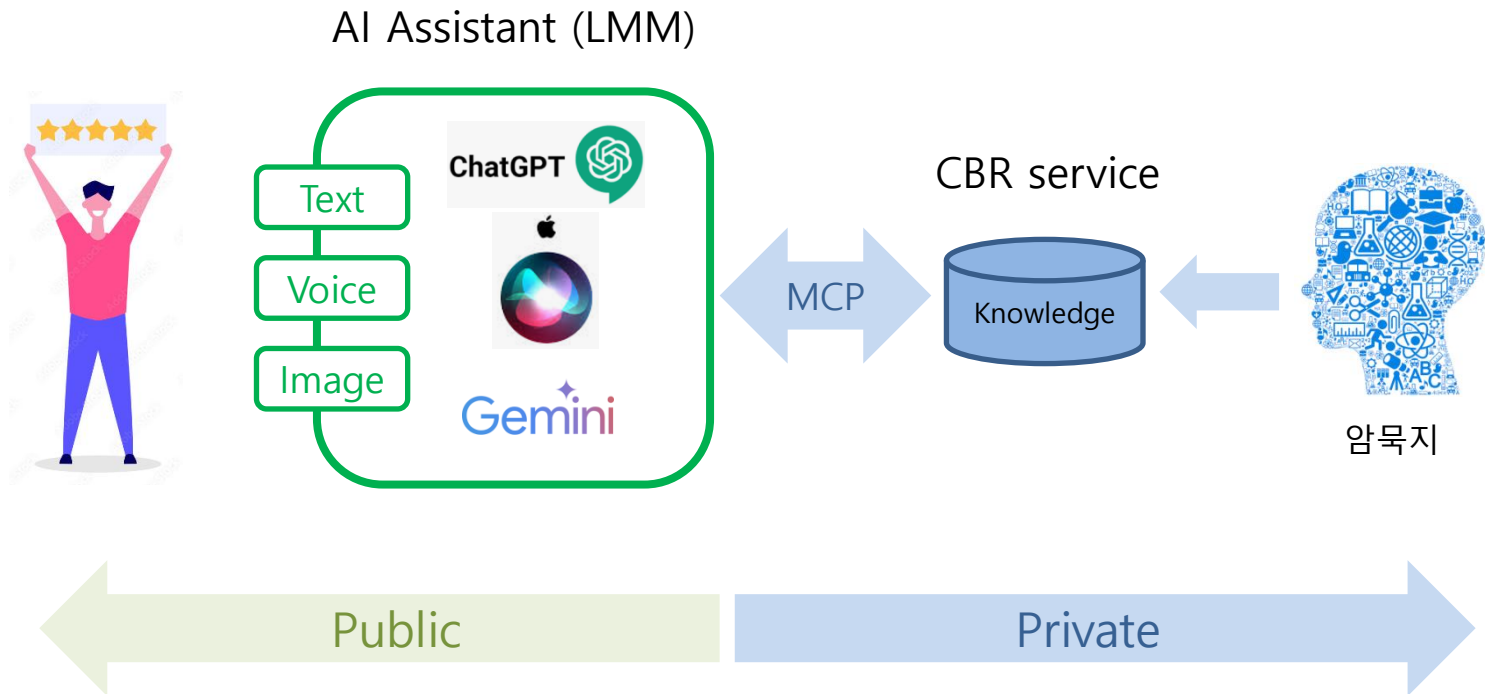 AI Assistant (LMM)
ChatGPT
Text
Voice
Image
Gemini
MCP
CBR service
Knowledge
암묵지
Public
Private